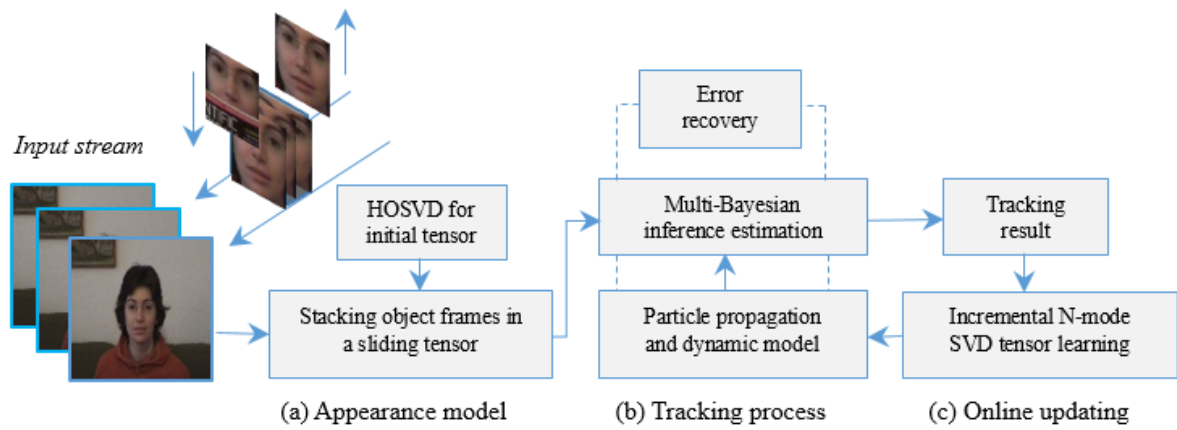 Input stream
HOSVD for
initial tensor
Stacking object frames in
a sliding tensor
(a) Appearance model
Error
recovery
Multi-Bayesian
inference estimation
Particle propagation
and dynamic model
(b) Tracking process
Tracking
result
Incremental N-mode
SVD tensor learning
(c) Online updating